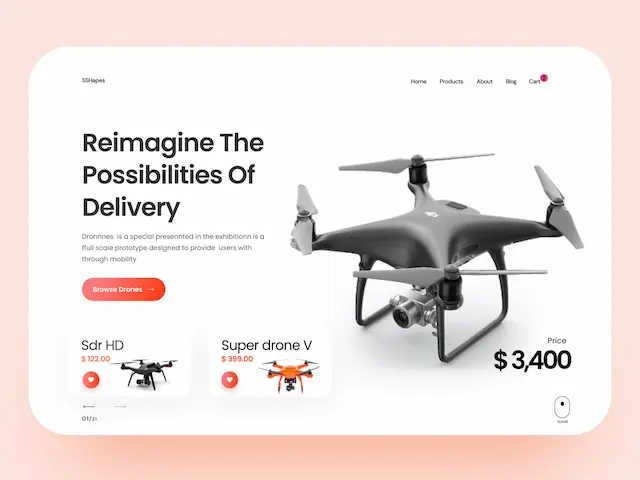 SSHapes
Home Products About Blog Cart
Reimagine The
Possibilities Of
Delivery
Dronnnes is a special presennted in the exhibitionn is a
ffull scale prototype designed to provide users with
through mobility
Browse Drones →
Sdr HD
$ 122,00
Super drone V
$ 399.00
Price
$ 3,400
01/21
Scroll